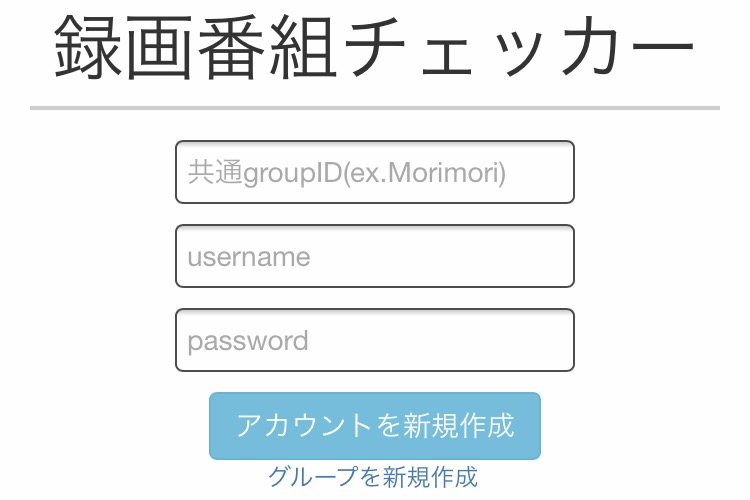 録画番組チェッカー
共通groupID(ex.Morimori)
username
password
アカウントを新規作成
グループを新規作成